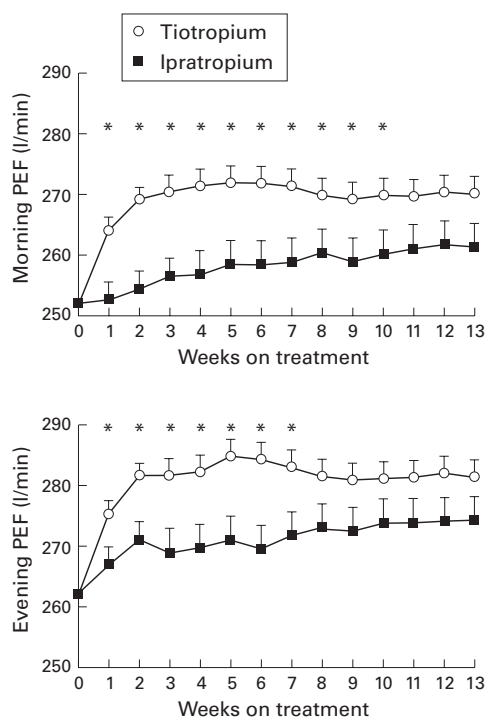 Tiotropium
Ipratropium
290
280
270
260
250
Morning PEF (l/min)
* * * * * * * * * *
0 1 2 3 4 5 6 7 8 9 10 11 12 13
Weeks on treatment
290
280
270
260
250
Evening PEF (l/min)
* * * * * * *
0 1 2 3 4 5 6 7 8 9 10 11 12 13
Weeks on treatment